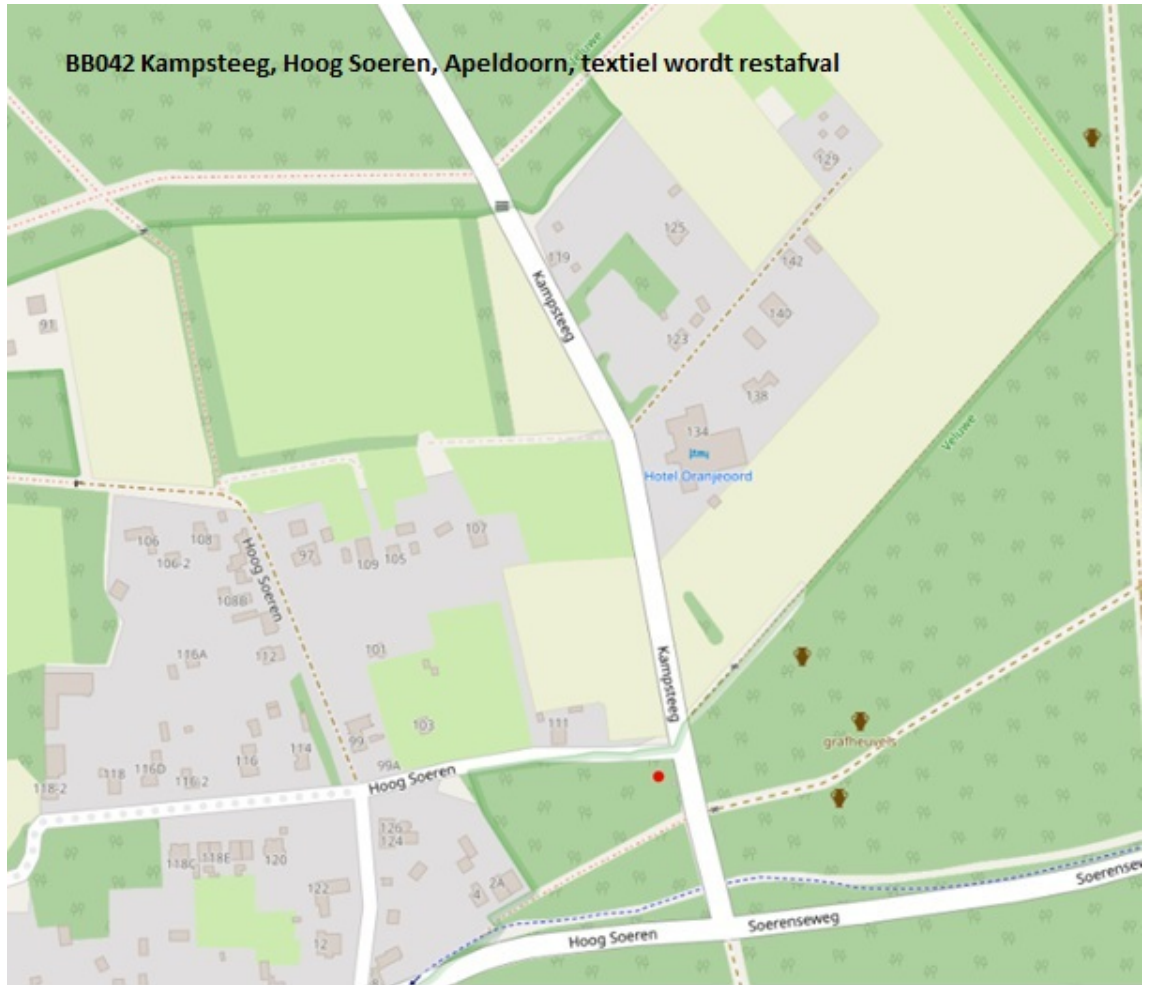 BB042 Kampsteeg, Hoog Soeren, Apeldoorn, textiel wordt restafval
Veluwe
129
125
119
142
Kampsteeg
91
140
123
138
134
Hotel Oranjeoord
Veluwe
106
108
106-2
Hoog Soeren
97
109
105
107
108B
116A
112
101
Kampsteeg
103
111
99
114
99A
116
118
116D
116-2
118-2
Hoog Soeren
grafheuvels
126
124
118C
118E
120
122
4
2A
12
8
Hoog Soeren
Soerenseweg
Soerensew